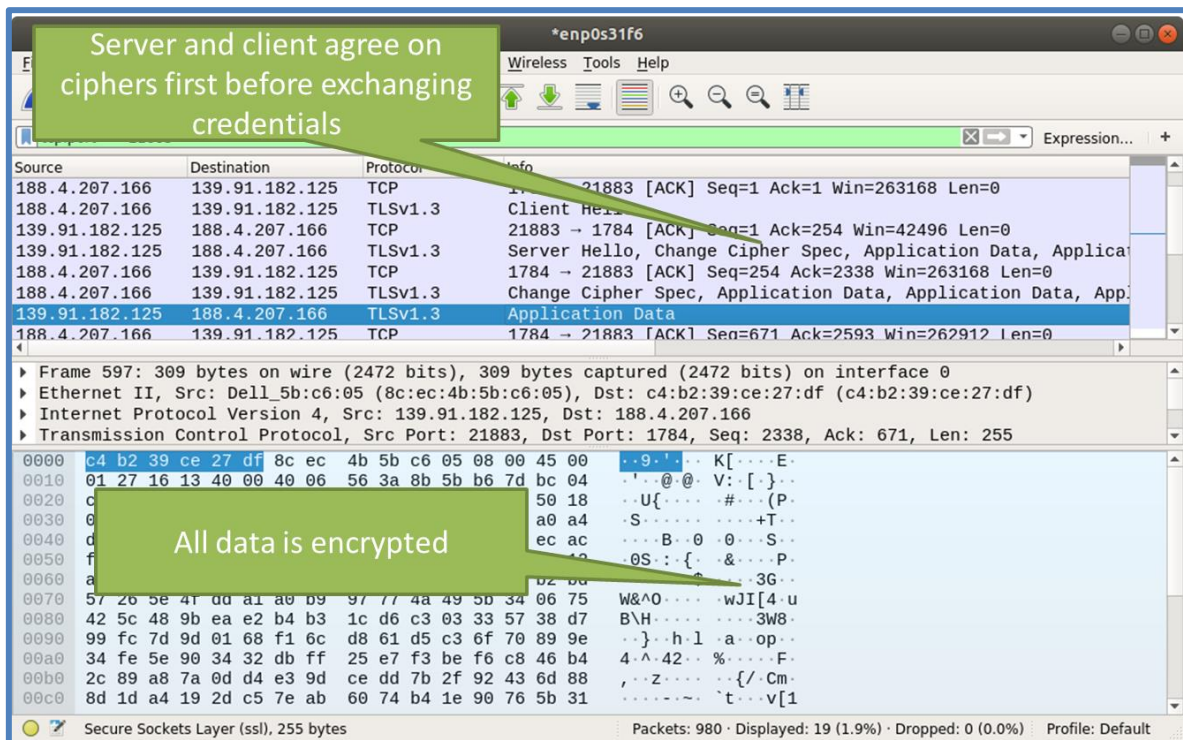 *enp0s31f6
Server and client agree on
ciphers first before exchanging
credentials
Wireless Tools Help
Expression... +
Source Destination Protocol Info
188.4.207.166 139.91.182.125 TCP 21883 [ACK] Seq=1 Ack=1 Win=263168 Len=0
188.4.207.166 139.91.182.125 TLSv1.3 Client Hello
139.91.182.125 188.4.207.166 TCP 21883 → 1784 [ACK] Seq=1 Ack=254 Win=42496 Len=0
139.91.182.125 188.4.207.166 TLSv1.3 Server Hello, Change Cipher Spec, Application Data, Applicat
188.4.207.166 139.91.182.125 TCP 1784 → 21883 [ACK] Seq=254 Ack=2338 Win=263168 Len=0
188.4.207.166 139.91.182.125 TLSv1.3 Change Cipher Spec, Application Data, Application Data, Appl
139.91.182.125 188.4.207.166 TLSv1.3 Application Data
188.4.207.166 139.91.182.125 TCP 1784 → 21883 [ACK] Seq=671 Ack=2593 Win=262912 Len=0
Frame 597: 309 bytes on wire (2472 bits), 309 bytes captured (2472 bits) on interface 0
Ethernet II, Src: Dell_5b:c6:05 (8c:ec:4b:5b:c6:05), Dst: c4:b2:39:ce:27:df (c4:b2:39:ce:27:df)
Internet Protocol Version 4, Src: 139.91.182.125, Dst: 188.4.207.166
Transmission Control Protocol, Src Port: 21883, Dst Port: 1784, Seq: 2338, Ack: 671, Len: 255
0000 c4 b2 39 ce 27 df 8c ec 4b 5b c6 05 08 00 45 00 ··9·'··· K[····E·
0010 01 27 16 13 40 00 40 06 56 3a 8b 5b b6 7d bc 04 ·'··@·@· V:·[·}··
0020 50 18 ··U{···· ·#···(P·
0030 a0 a4 ·S······ ····+T··
0040 ec ac ····B··0 ·0···S··
0050 ·0S·:·{· ·&····P·
0060 3G··
All data is encrypted
0070 57 26 5e 4f dd a1 a0 b9 97 77 4a 49 5b 34 06 75 W&^O···· ·wJI[4·u
0080 42 5c 48 9b ea e2 b4 b3 1c d6 c3 03 33 57 38 d7 B\H····· ····3W8·
0090 99 fc 7d 9d 01 68 f1 6c d8 61 d5 c3 6f 70 89 9e ··}··h·l ·a··op··
00a0 34 fe 5e 90 34 32 db ff 25 e7 f3 be f6 c8 46 b4 4·^·42·· %·····F·
00b0 2c 89 a8 7a 0d d4 e3 9d ce dd 7b 2f 92 43 6d 88 ,··z···· ··{/·Cm·
00c0 8d 1d a4 19 2d c5 7e ab 60 74 b4 1e 90 76 5b 31 ····-·~· `t···v[1
Secure Sockets Layer (ssl), 255 bytes Packets: 980 · Displayed: 19 (1.9%) · Dropped: 0 (0.0%) Profile: Default